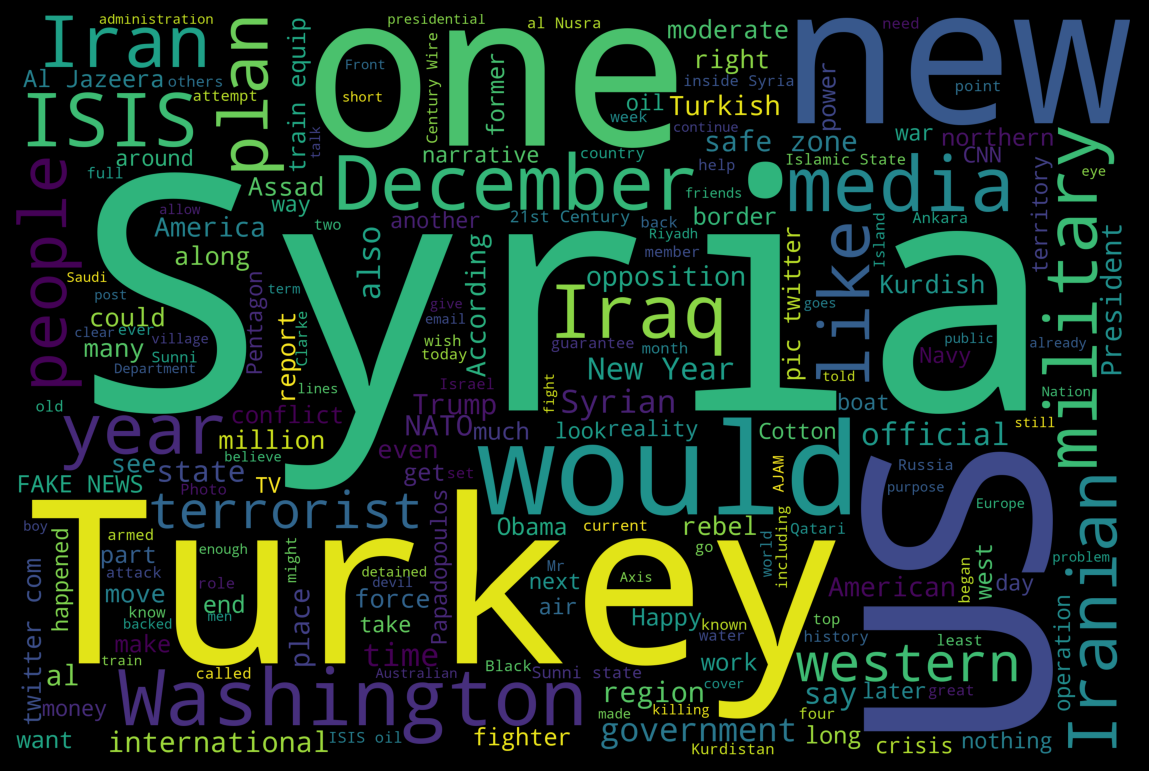 administration
presidential
al Nusra
need
Iran
plan
one
new
moderate
right
Al Jazeera
others
train equip
Front
Century Wire
former
inside Syria
power
point
ISIS
attempt
short
talk
oil
week
Turkish
continue
safe zone
war
northern
people
full
around
narrative
country
help
Islamic State
CNN
military
eye
Assad
way
December
friends
media
allow
America
two
also
another
21st Century
back
border
like
Ankara
territory
along
According
Riyadh
member
Island
President
Saudi
post
Pentagon
term
Syria
opposition
Kurdish
could
clear
ever
village
report
Clarke
give
email
Iraq
pic twitter
goes
public
already
many
Sunni
Department
wish
today
guarantee
month
Navy
lines
Israel
fight
New Year
told
Nation
old
conflict
Trump
Syrian
boat
still
year
million
believe
NATO
much
look
reality
Cotton
official
see
state
even
get
set
would
AJAM
Russia
purpose
US
FAKE NEWS
Photo
TV
Europe
Iranian
boy
terrorist
Papadopoulos
Obama
current
rebel
Qatari
armed
Turkey
happened
part
attack
enough
might
detained
devil
go
world
including
west
day
problem
twitter com
move
role
Mr
next
Axis
American
began
know
backed
end
men
place
force
take
air
Happy
known
water
top
history
least
operation
make
time
train
called
Australian
Black
Sunni state
work
western
al
money
Washington
region
cover
say
later
great
made
killing
four
want
international
ISIS oil
fighter
government
Kurdistan
long
crisis
nothing